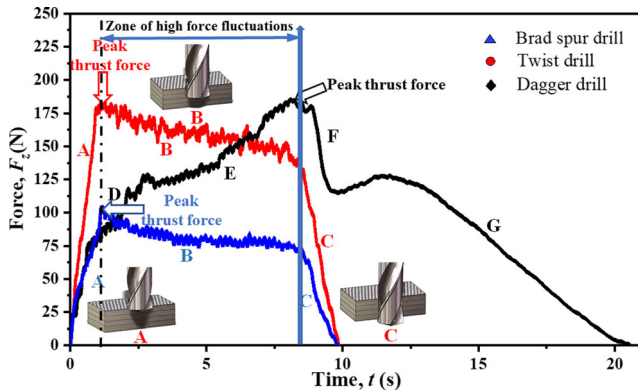 250
225
200
175
150
125
100
75
50
25
0
Force, F_z(N)
Zone of high force fluctuations
Peak
thrust force
Brad spur drill
Twist drill
Dagger drill
Peak thrust force
A
B
B
D
E
F
Peak
thrust force
B
A
G
C
C
A
C
0
5
10
15
20
Time, t (s)